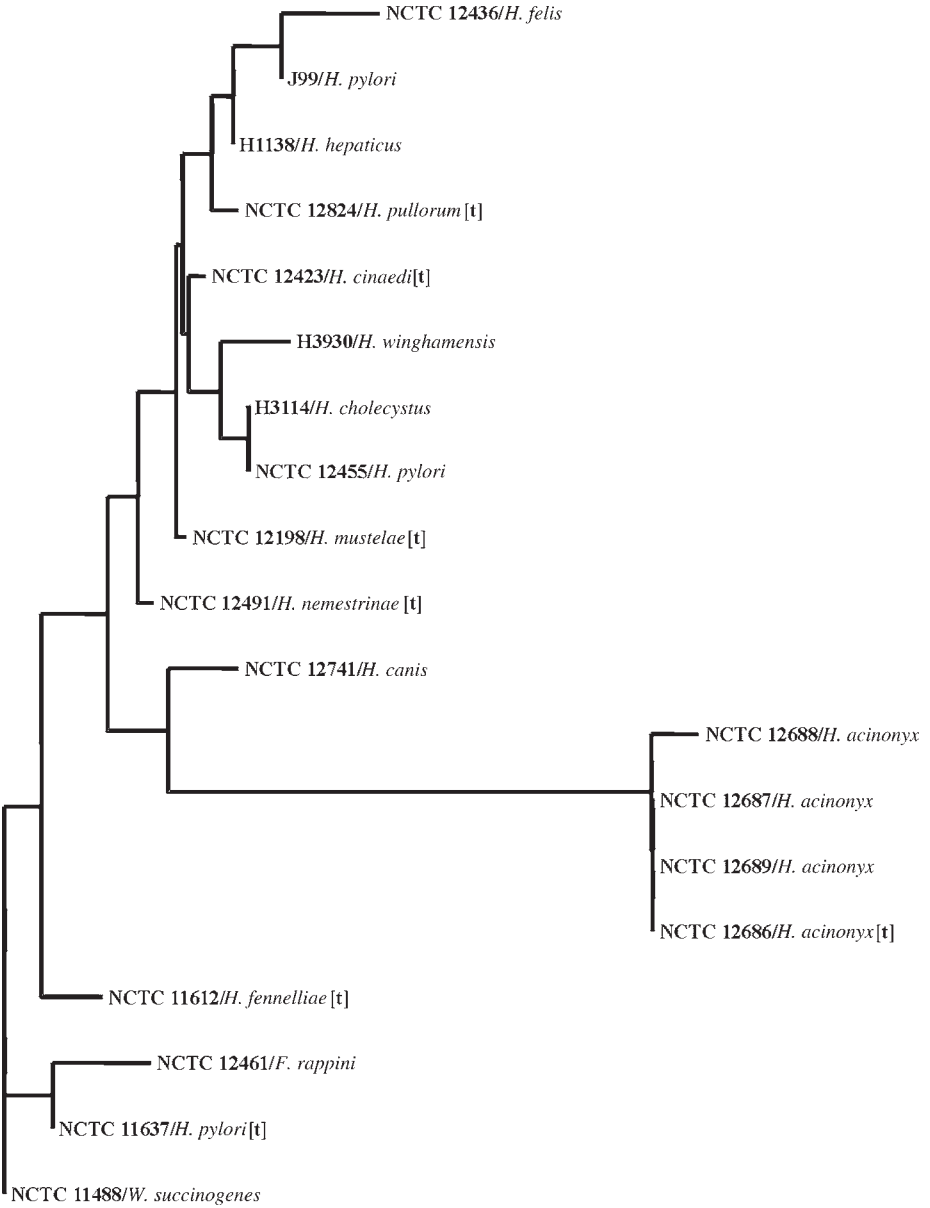 NCTC 12436/H. felis
J99/H. pylori
H1138/H. hepaticus
NCTC 12824/H. pullorum [t]
NCTC 12423/H. cinaedi[t]
H3930/H. winghamensis
H3114/H. cholecystus
NCTC 12455/H. pylori
NCTC 12198/H. mustelae [t]
NCTC 12491/H. nemestrinae [t]
NCTC 12741/H. canis
NCTC 12688/H. acinonyx
NCTC 12687/H. acinonyx
NCTC 12689/H. acinonyx
NCTC 12686/H. acinonyx [t]
NCTC 11612/H. fennelliae [t]
NCTC 12461/F. rappini
NCTC 11637/H. pylori[t]
NCTC 11488/W. succinogenes